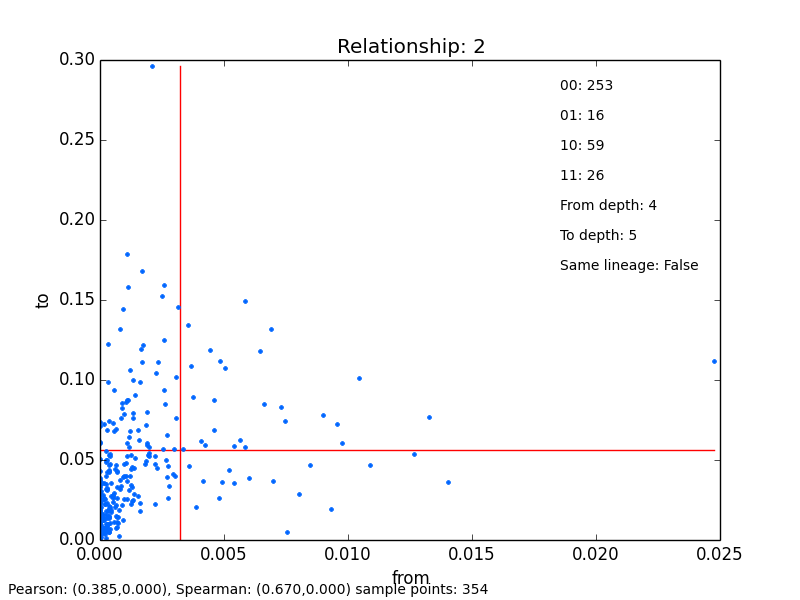 Relationship: 2
0.30
0.25
0.20
0.15
0.10
0.05
0.00
to
00: 253
01: 16
10: 59
11: 26
From depth: 4
To depth: 5
Same lineage: False
0.000 0.005 0.010 0.015 0.020 0.025
from
Pearson: (0.385,0.000), Spearman: (0.670,0.000) sample points: 354